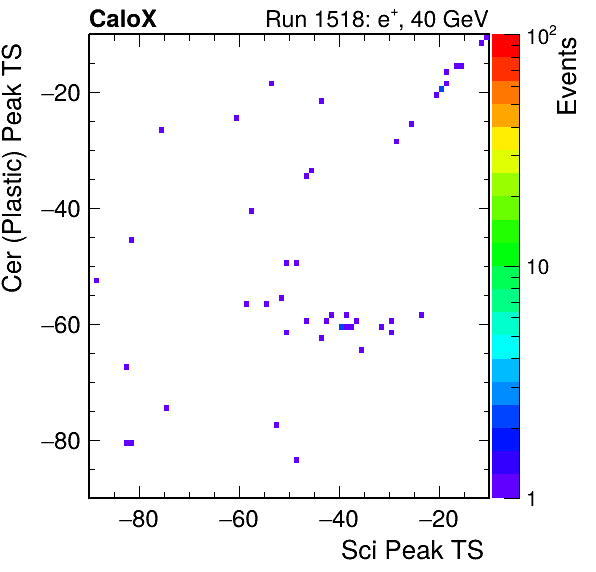 CaloX Run 1518: e⁺, 40 GeV
Cer (Plastic) Peak TS
−20
−40
−60
−80
−80 −60 −40 −20
Sci Peak TS
10²
10
1
Events